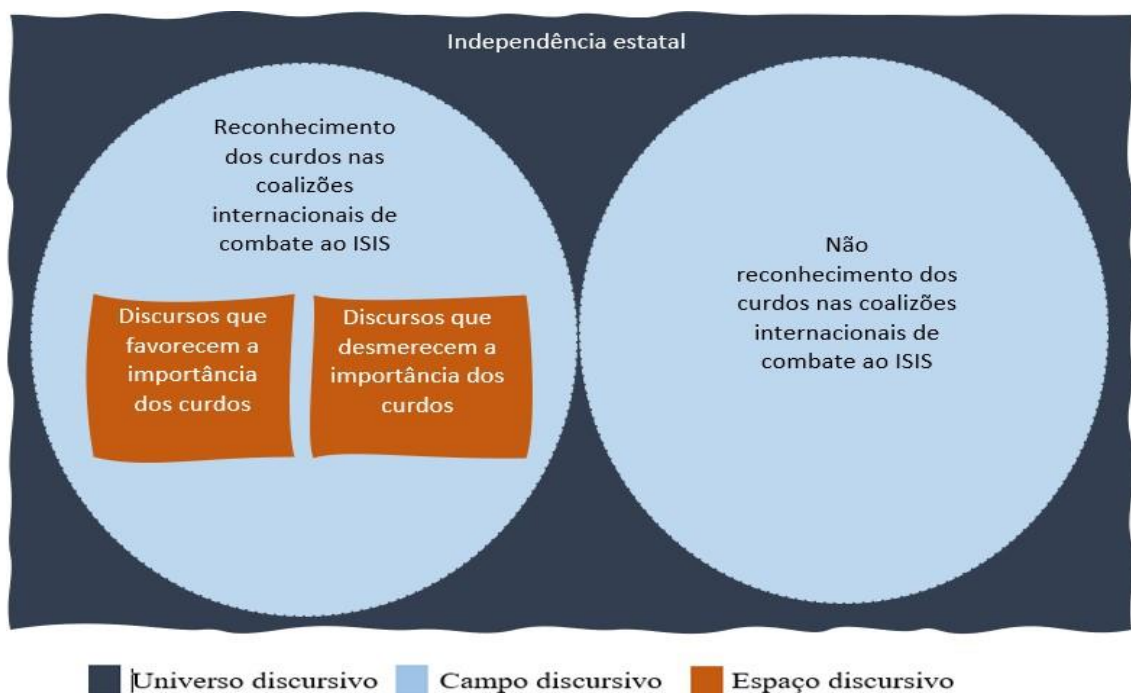 Independência estatal
Reconhecimento
dos curdos nas
coalizões
internacionais de
combate ao ISIS
Discursos que
favorecem a
importância
dos curdos
Discursos que
desmerecem a
importância dos
curdos
Não
reconhecimento dos
curdos nas coalizões
internacionais de
combate ao ISIS
Universo discursivo Campo discursivo Espaço discursivo